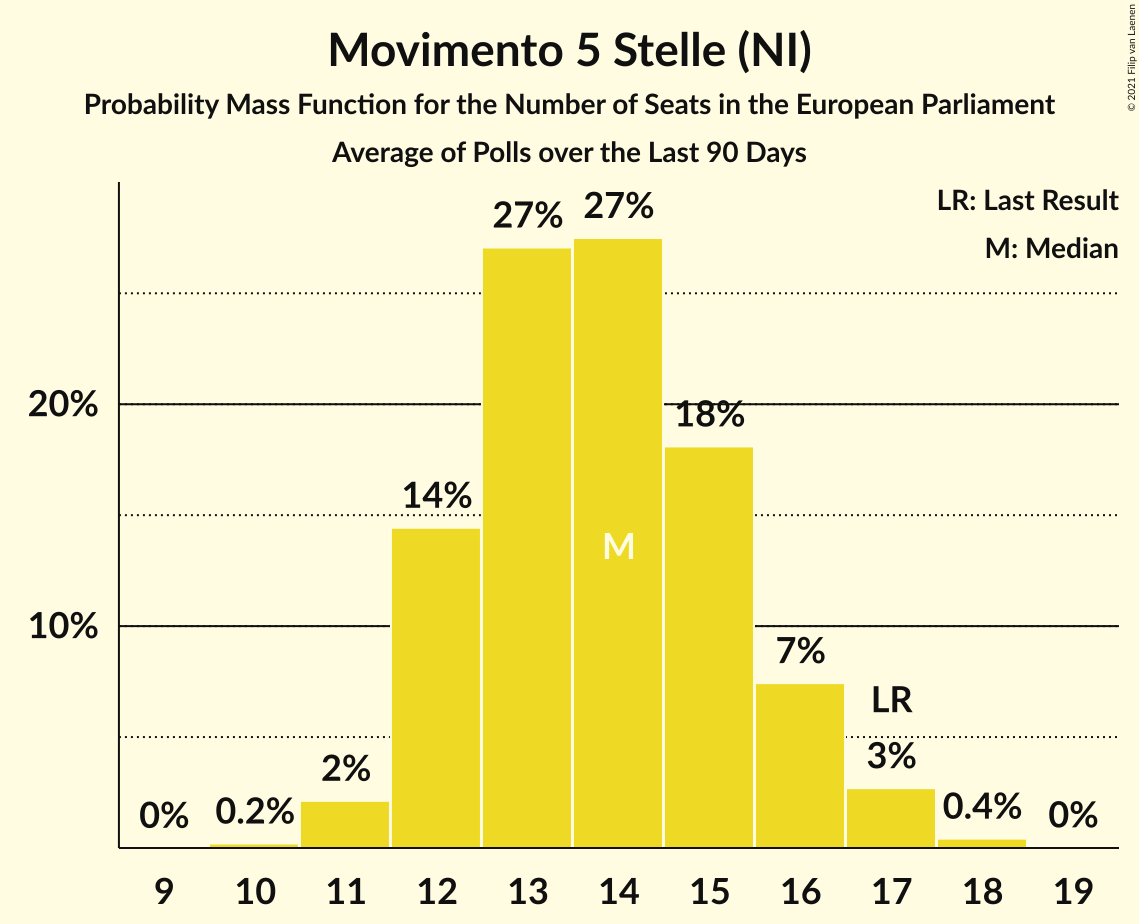 Movimento 5 Stelle (NI)
Probability Mass Function for the Number of Seats in the European Parliament
Average of Polls over the Last 90 Days
© 2021 Filip van Laenen
LR: Last Result
M: Median
27% 27%
20%
18%
14%
M
10%
7%
LR
3%
2%
0% 0.2% 0.4% 0%
9 10 11 12 13 14 15 16 17 18 19